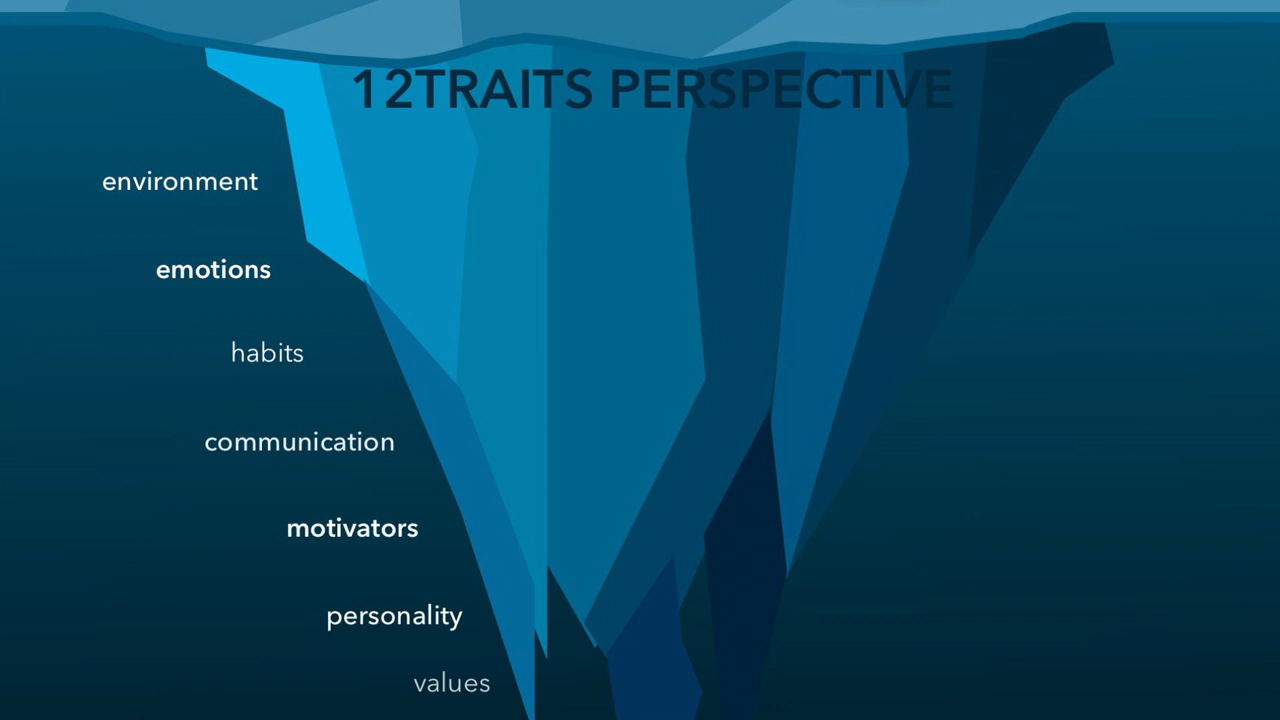 12TRAITS PERSPECTIVE
environment
emotions
habits
communication
motivators
personality
values